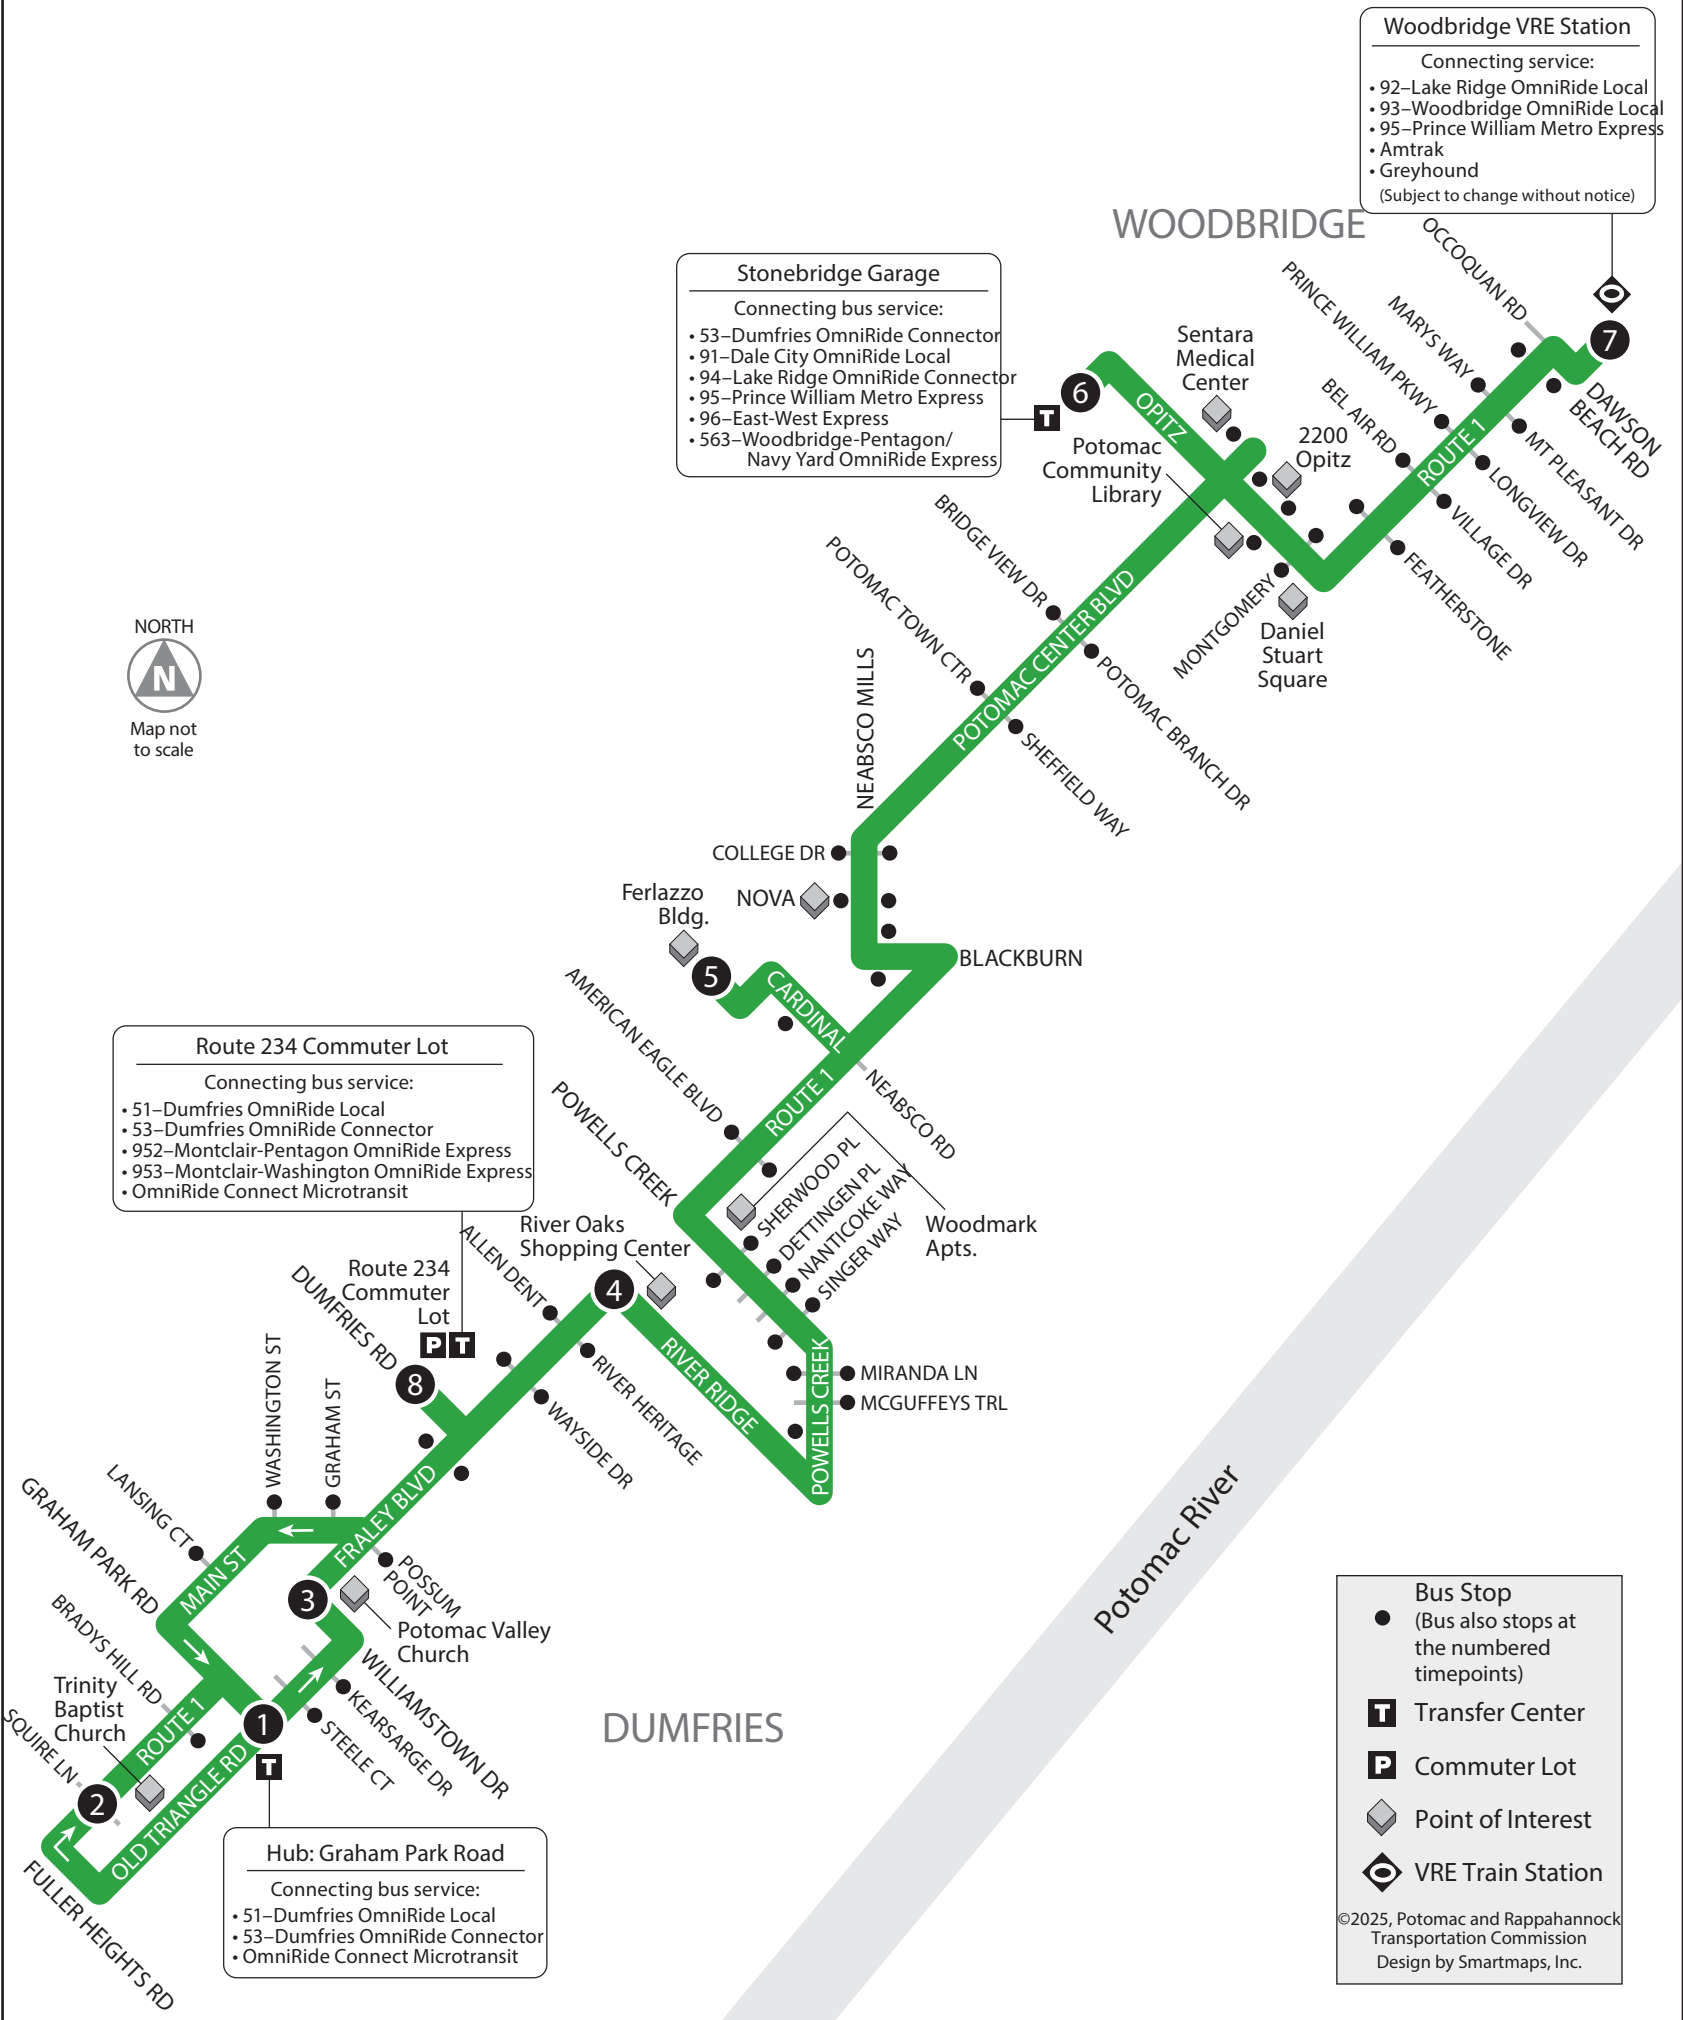 Woodbridge VRE Station
Connecting service:
• 92–Lake Ridge OmniRide Local
• 93–Woodbridge OmniRide Local
• 95–Prince William Metro Express
• Amtrak
• Greyhound
(Subject to change without notice)
WOODBRIDGE
Stonebridge Garage
Connecting bus service:
• 53–Dumfries OmniRide Connector
• 91–Dale City OmniRide Local
• 94–Lake Ridge OmniRide Connector
• 95–Prince William Metro Express
• 96–East-West Express
• 563–Woodbridge-Pentagon/
Navy Yard OmniRide Express
T
6
OPITZ
Sentara
Medical
Center
2200
Opitz
Potomac
Community
Library
OCCOQUAN RD
PRINCE WILLIAM PKWY
MARYS WAY
BEL AIR RD
7
DAWSON
BEACH RD
ROUTE 1
MT PLEASANT DR
LONGVIEW DR
VILLAGE DR
FEATHERSTONE
MONTGOMERY
Daniel
Stuart
Square
BRIDGE VIEW DR
POTOMAC TOWN CTR
POTOMAC CENTER BLVD
POTOMAC BRANCH DR
SHEFFIELD WAY
NORTH
N
Map not
to scale
NEABSCO MILLS
COLLEGE DR
NOVA
Ferlazzo
Bldg.
5
CARDINAL
BLACKBURN
AMERICAN EAGLE BLVD
ROUTE 1
NEABSCO RD
POWELLS CREEK
Route 234 Commuter Lot
Connecting bus service:
• 51–Dumfries OmniRide Local
• 53–Dumfries OmniRide Connector
• 952–Montclair-Pentagon OmniRide Express
• 953–Montclair-Washington OmniRide Express
• OmniRide Connect Microtransit
SHERWOOD PL
DETTINGEN PL
NANTICOKE WAY
SINGER WAY
Woodmark
Apts.
River Oaks
Shopping Center
ALLEN DENT
4
Route 234
Commuter
Lot
P T
DUMFRIES RD
8
RIVER RIDGE
POWELLS CREEK
MIRANDA LN
MCGUFFEYS TRL
RIVER HERITAGE
WAYSIDE DR
WASHINGTON ST
GRAHAM ST
LANSING CT
GRAHAM PARK RD
FRALEY BLVD
MAIN ST
POSSUM
POINT
3
Potomac Valley
Church
BRADYS HILL RD
Trinity
Baptist
Church
SQUIRE LN
ROUTE 1
1
T
2
OLD TRIANGLE RD
WILLIAMSTOWN DR
KEARSARGE DR
STEELE CT
FULLER HEIGHTS RD
DUMFRIES
Potomac River
Hub: Graham Park Road
Connecting bus service:
• 51–Dumfries OmniRide Local
• 53–Dumfries OmniRide Connector
• OmniRide Connect Microtransit
Bus Stop
(Bus also stops at
the numbered
timepoints)
T Transfer Center
P Commuter Lot
Point of Interest
VRE Train Station
©2025, Potomac and Rappahannock
Transportation Commission
Design by Smartmaps, Inc.